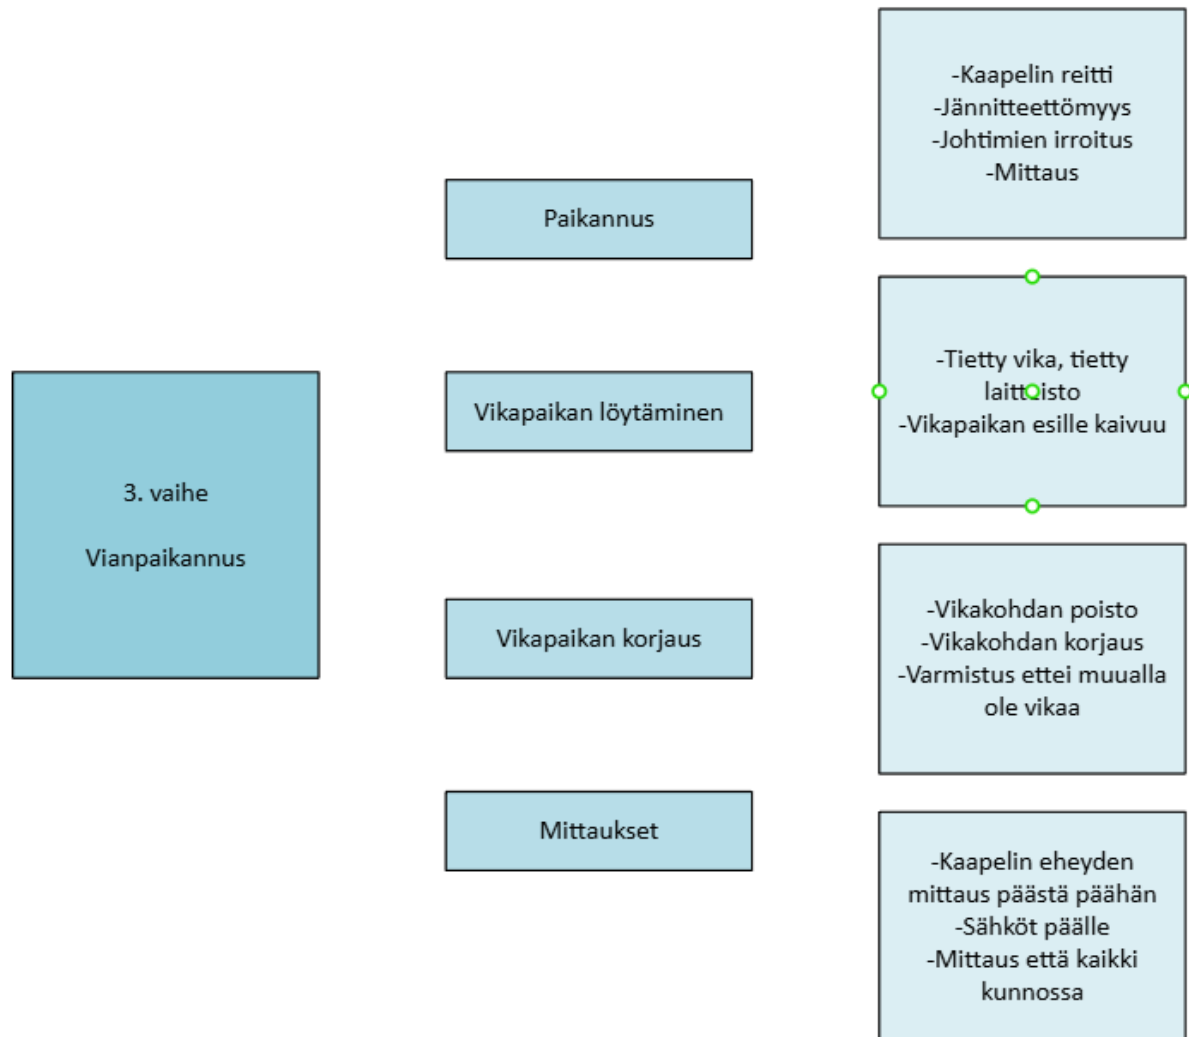 3. vaihe
Vianpaikannus
Paikannus
Vikapaikan löytäminen
Vikapaikan korjaus
Mittaukset
-Kaapelin reitti
-Jännitteettömyys
-Johtimien irroitus
-Mittaus
-Tietty vika, tietty
laitteisto
-Vikapaikan esille kaivuu
-Vikakohdan poisto
-Vikakohdan korjaus
-Varmistus ettei muualla
ole vikaa
-Kaapelin eheyden
mittaus päästä päähän
-Sähköt päälle
-Mittaus että kaikki
kunnossa